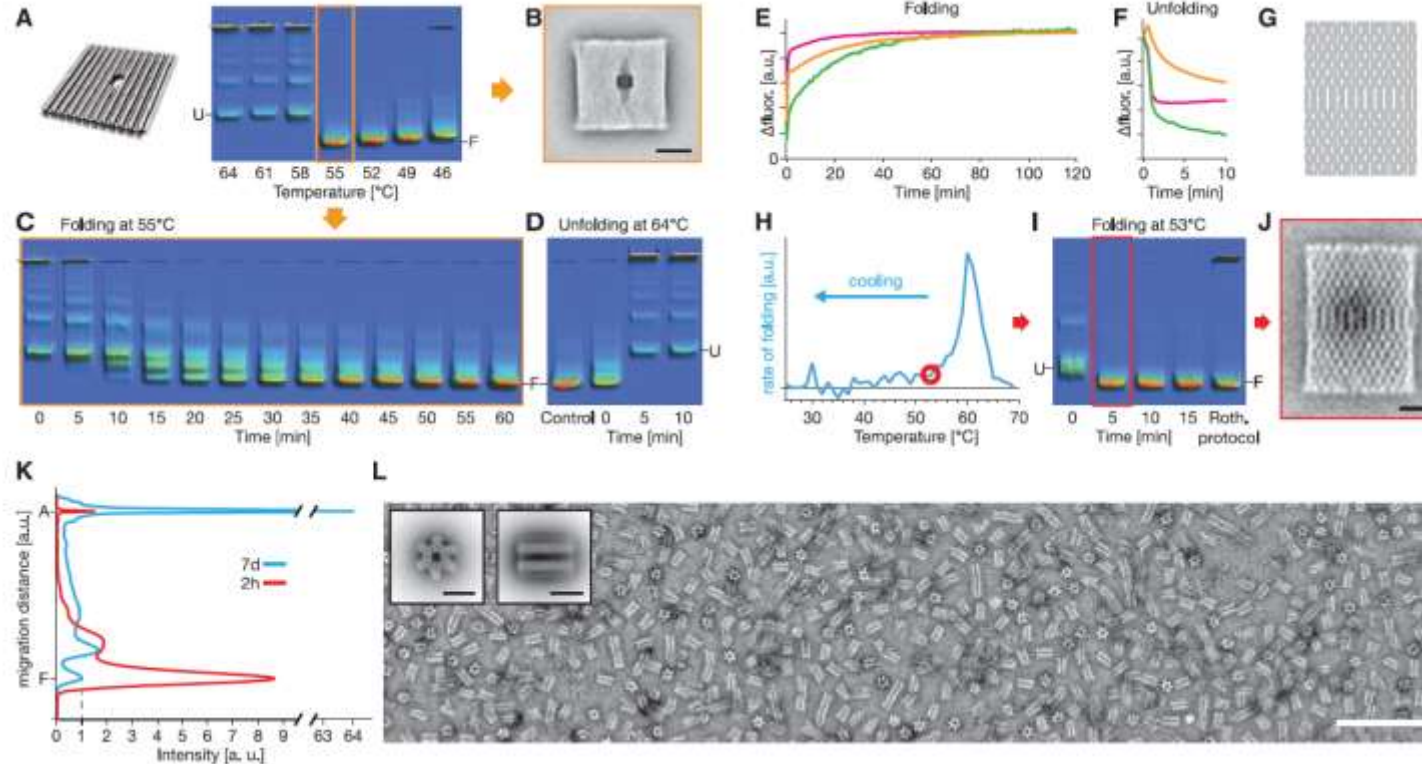 A
U
F
64 61 58 55 52 49 46
Temperature [°C]
B
E
Folding
Δfluor. [a.u.]
0
0 20 40 60 80 100 120
Time [min]
F
Unfolding
Δfluor. [a.u.]
0 5 10
Time [min]
G
C
Folding at 55°C
0 5 10 15 20 25 30 35 40 45 50 55 60
Time [min]
F
D
Unfolding at 64°C
U
Control 0 5 10
Time [min]
H
rate of folding [a.u.]
cooling
30 40 50 60 70
Temperature [°C]
I
Folding at 53°C
U
F
0 5 10 15 Roth.
Time [min] protocol
J
K
migration distance [a.u.]
A
F
7d
2h
0 1 2 3 4 5 6 7 8 9 63 64
Intensity [a. u.]
L